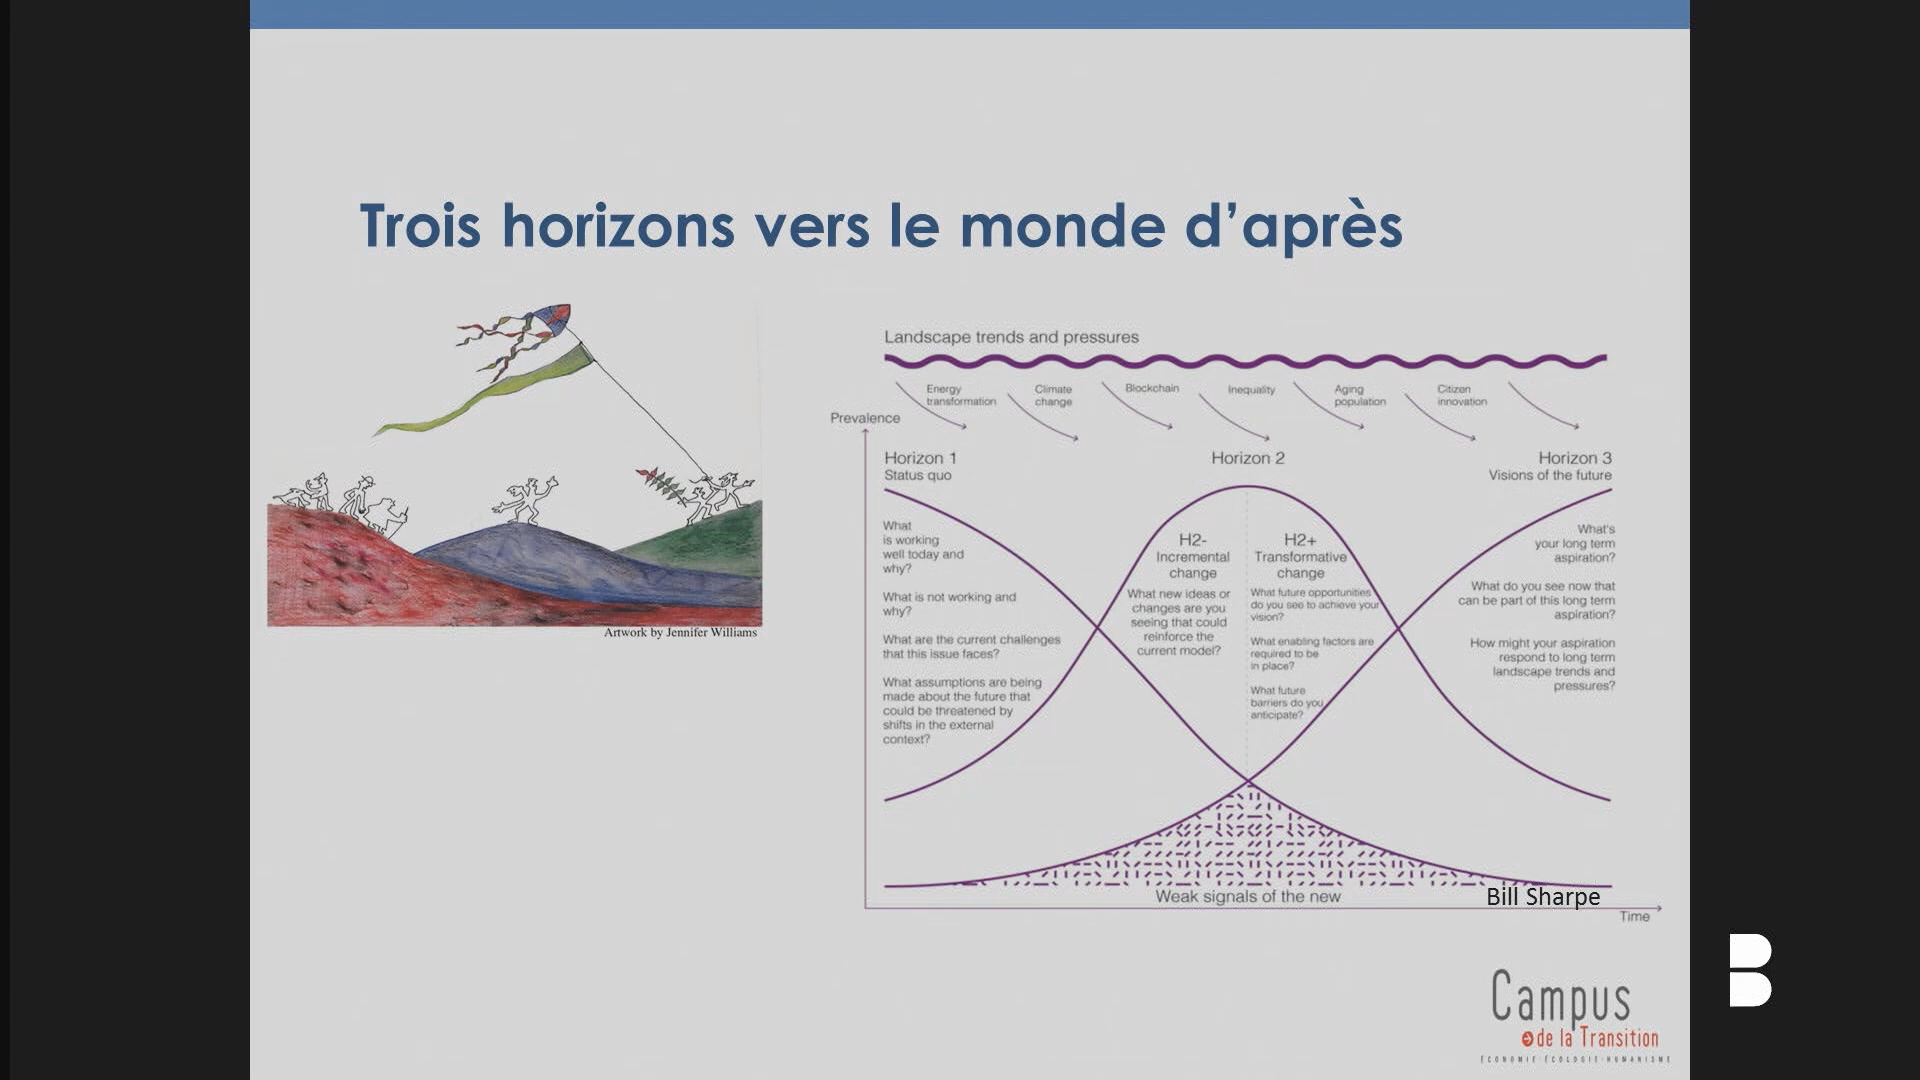 Trois horizons vers le monde d'après
Artwork by Jennifer Williams
Landscape trends and pressures
Energy
transformation
Climate
change
Blockchain
Inequality
Aging
population
Citizen
innovation
Prevalence
Horizon 1
Status quo
Horizon 2
Horizon 3
Visions of the future
What
is working
well today and
why?
What is not working and
why?
What are the current challenges
that this issue faces?
What assumptions are being
made about the future that
could be threatened by
shifts in the external
context?
H2-
Incremental
change
What new ideas or
changes are you
seeing that could
reinforce the
current model?
H2+
Transformative
change
What future opportunities
do you see to achieve your
vision?
What enabling factors are
required to be
in place?
What future
barriers do you
anticipate?
What's
your long term
aspiration?
What do you see now that
can be part of this long term
aspiration?
How might your aspiration
respond to long term
landscape trends and
pressures?
Weak signals of the new
Bill Sharpe
Time
Campus
de la Transition
ÉCONOMIE·ÉCOLOGIE·HUMANISME
B